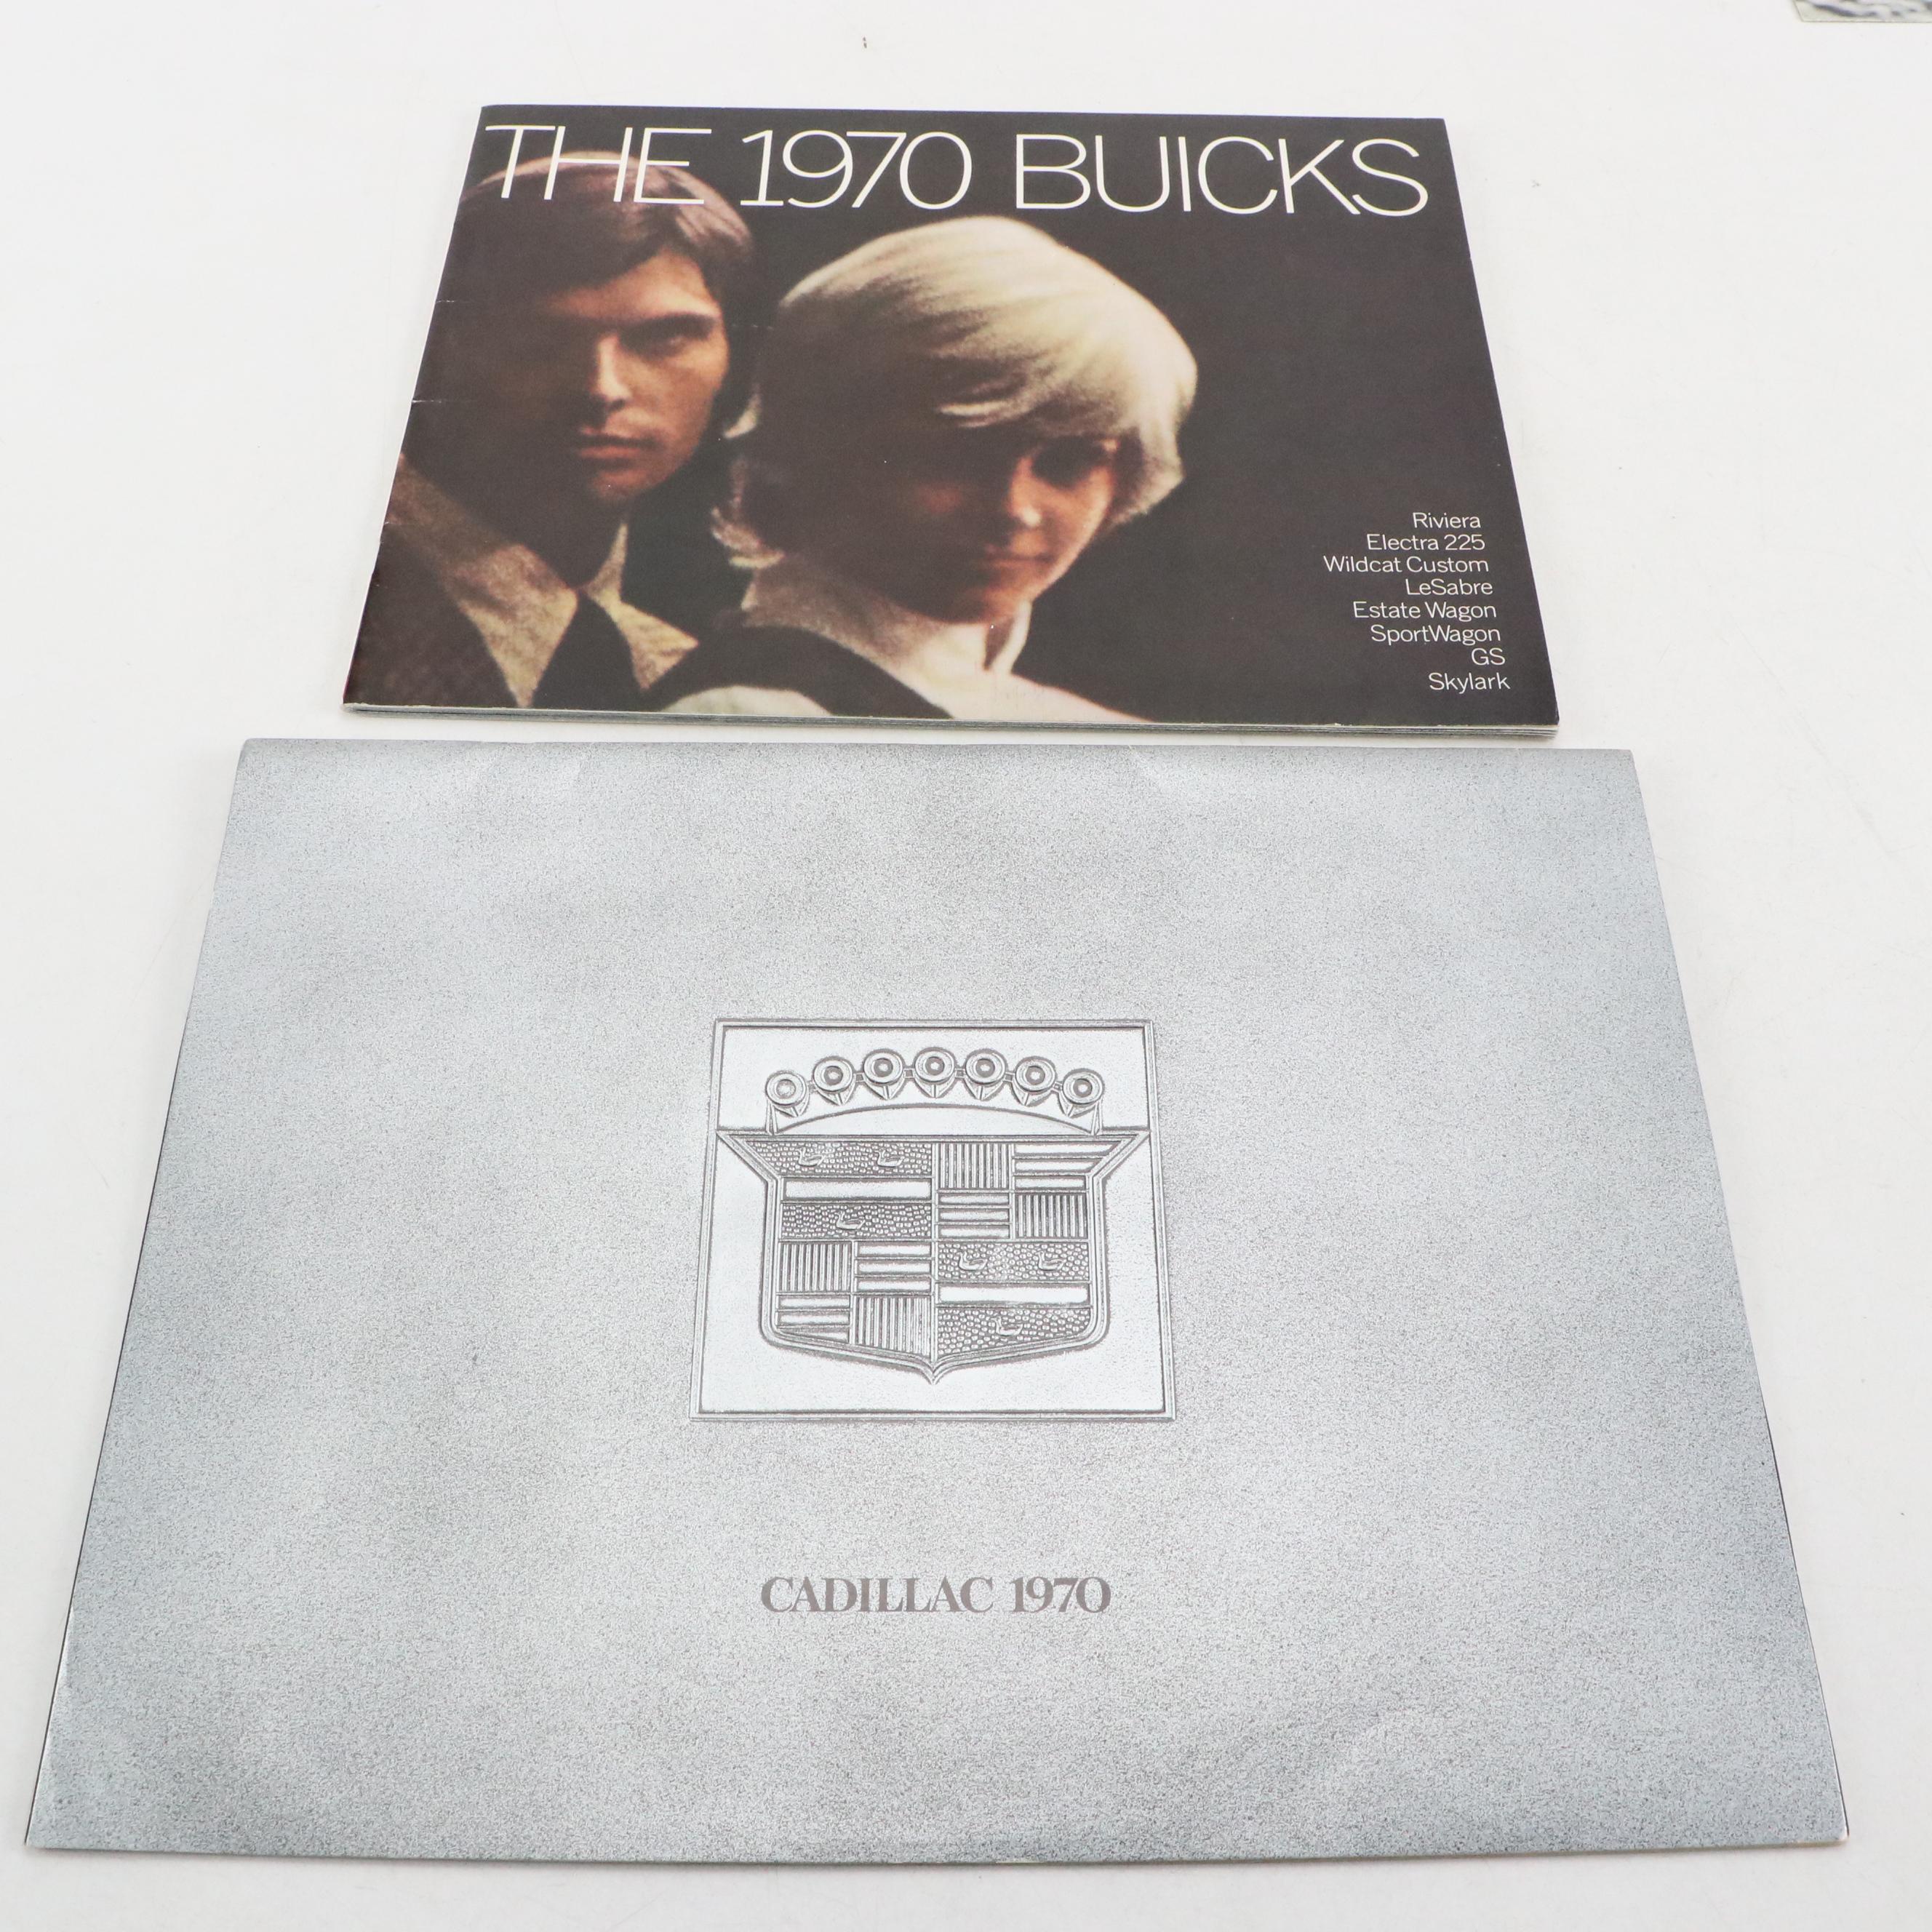 THE 1970 BUICKS
Riviera
Electra 225
Wildcat Custom
LeSabre
Estate Wagon
SportWagon
GS
Skylark
CADILLAC 1970